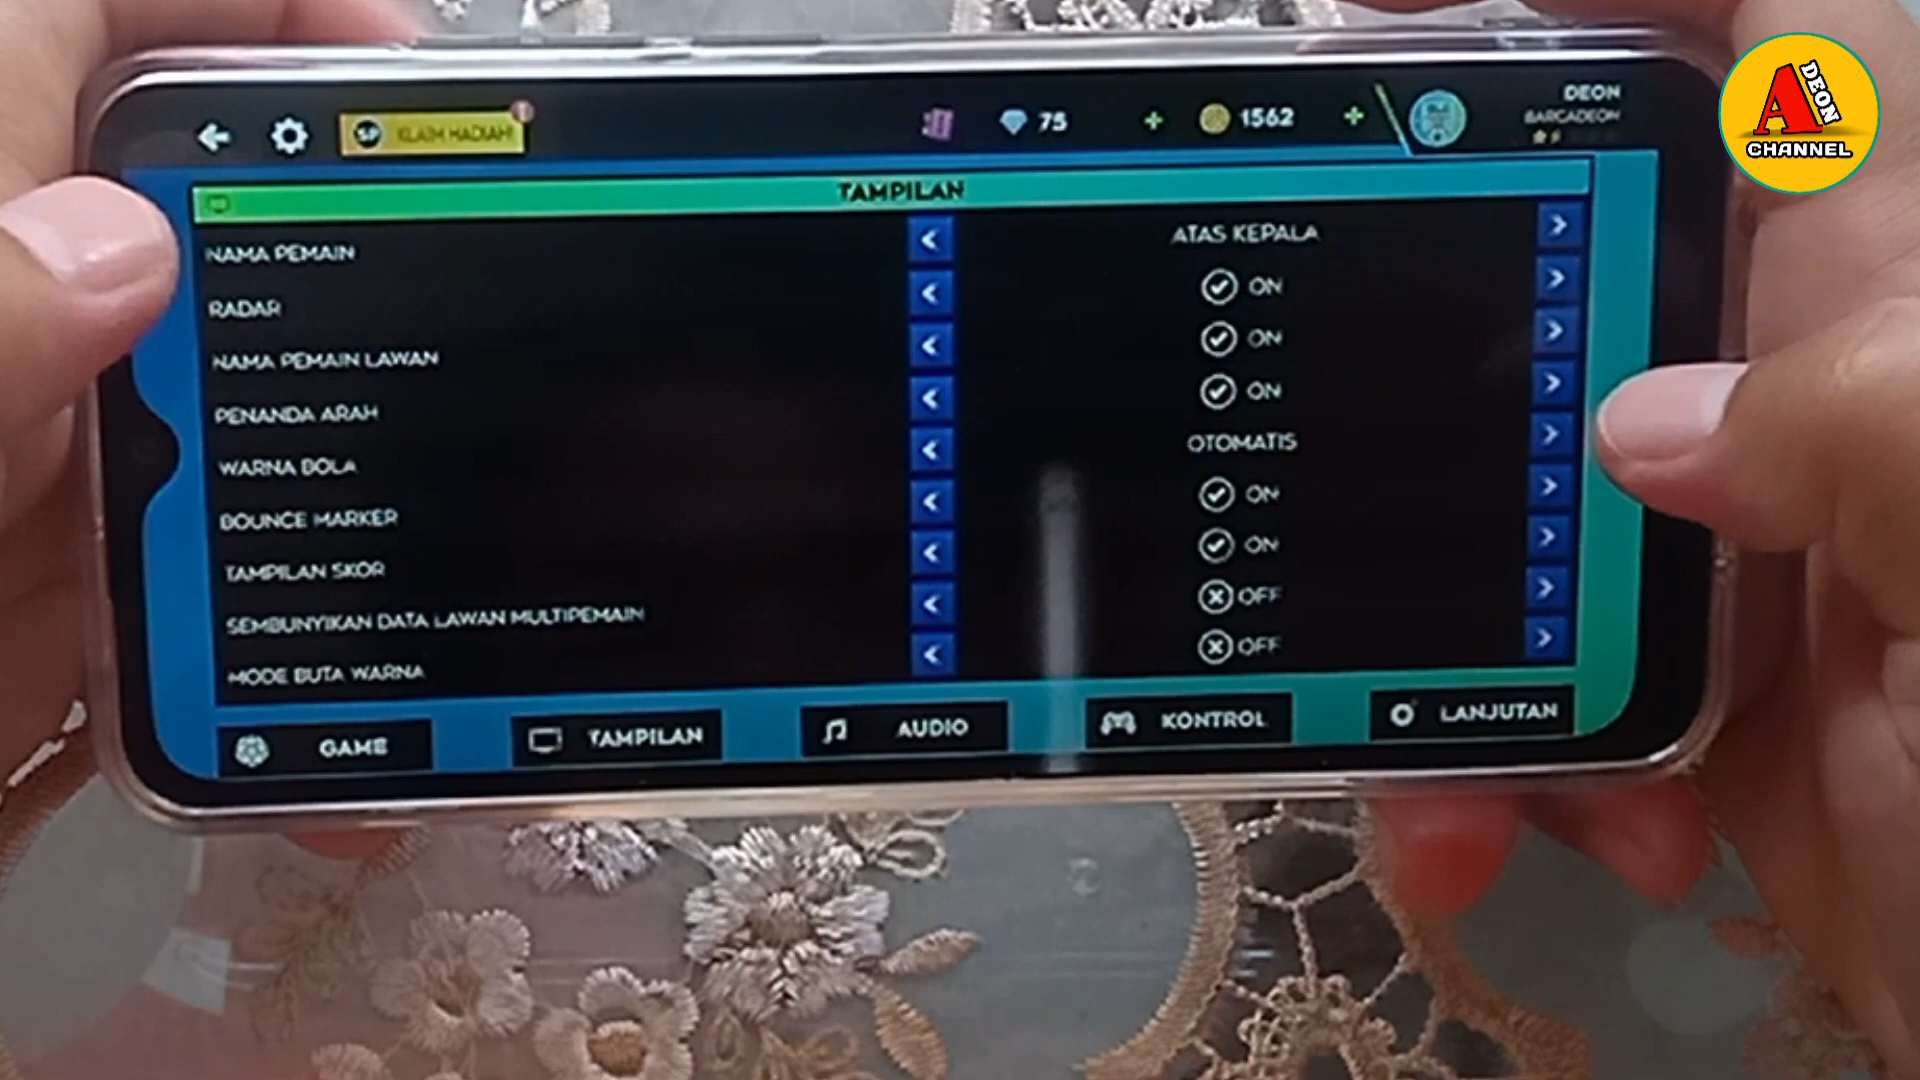 KLAIM HADIAH!
75
1562
DEON
BARCADEON
A DEON
CHANNEL
TAMPILAN
NAMA PEMAIN ATAS KEPALA
RADAR ON
NAMA PEMAIN LAWAN ON
PENANDA ARAH ON
WARNA BOLA OTOMATIS
BOUNCE MARKER ON
TAMPILAN SKOR ON
SEMBUNYIKAN DATA LAWAN MULTIPEMAIN OFF
MODE BUTA WARNA OFF
GAME TAMPILAN AUDIO KONTROL LANJUTAN